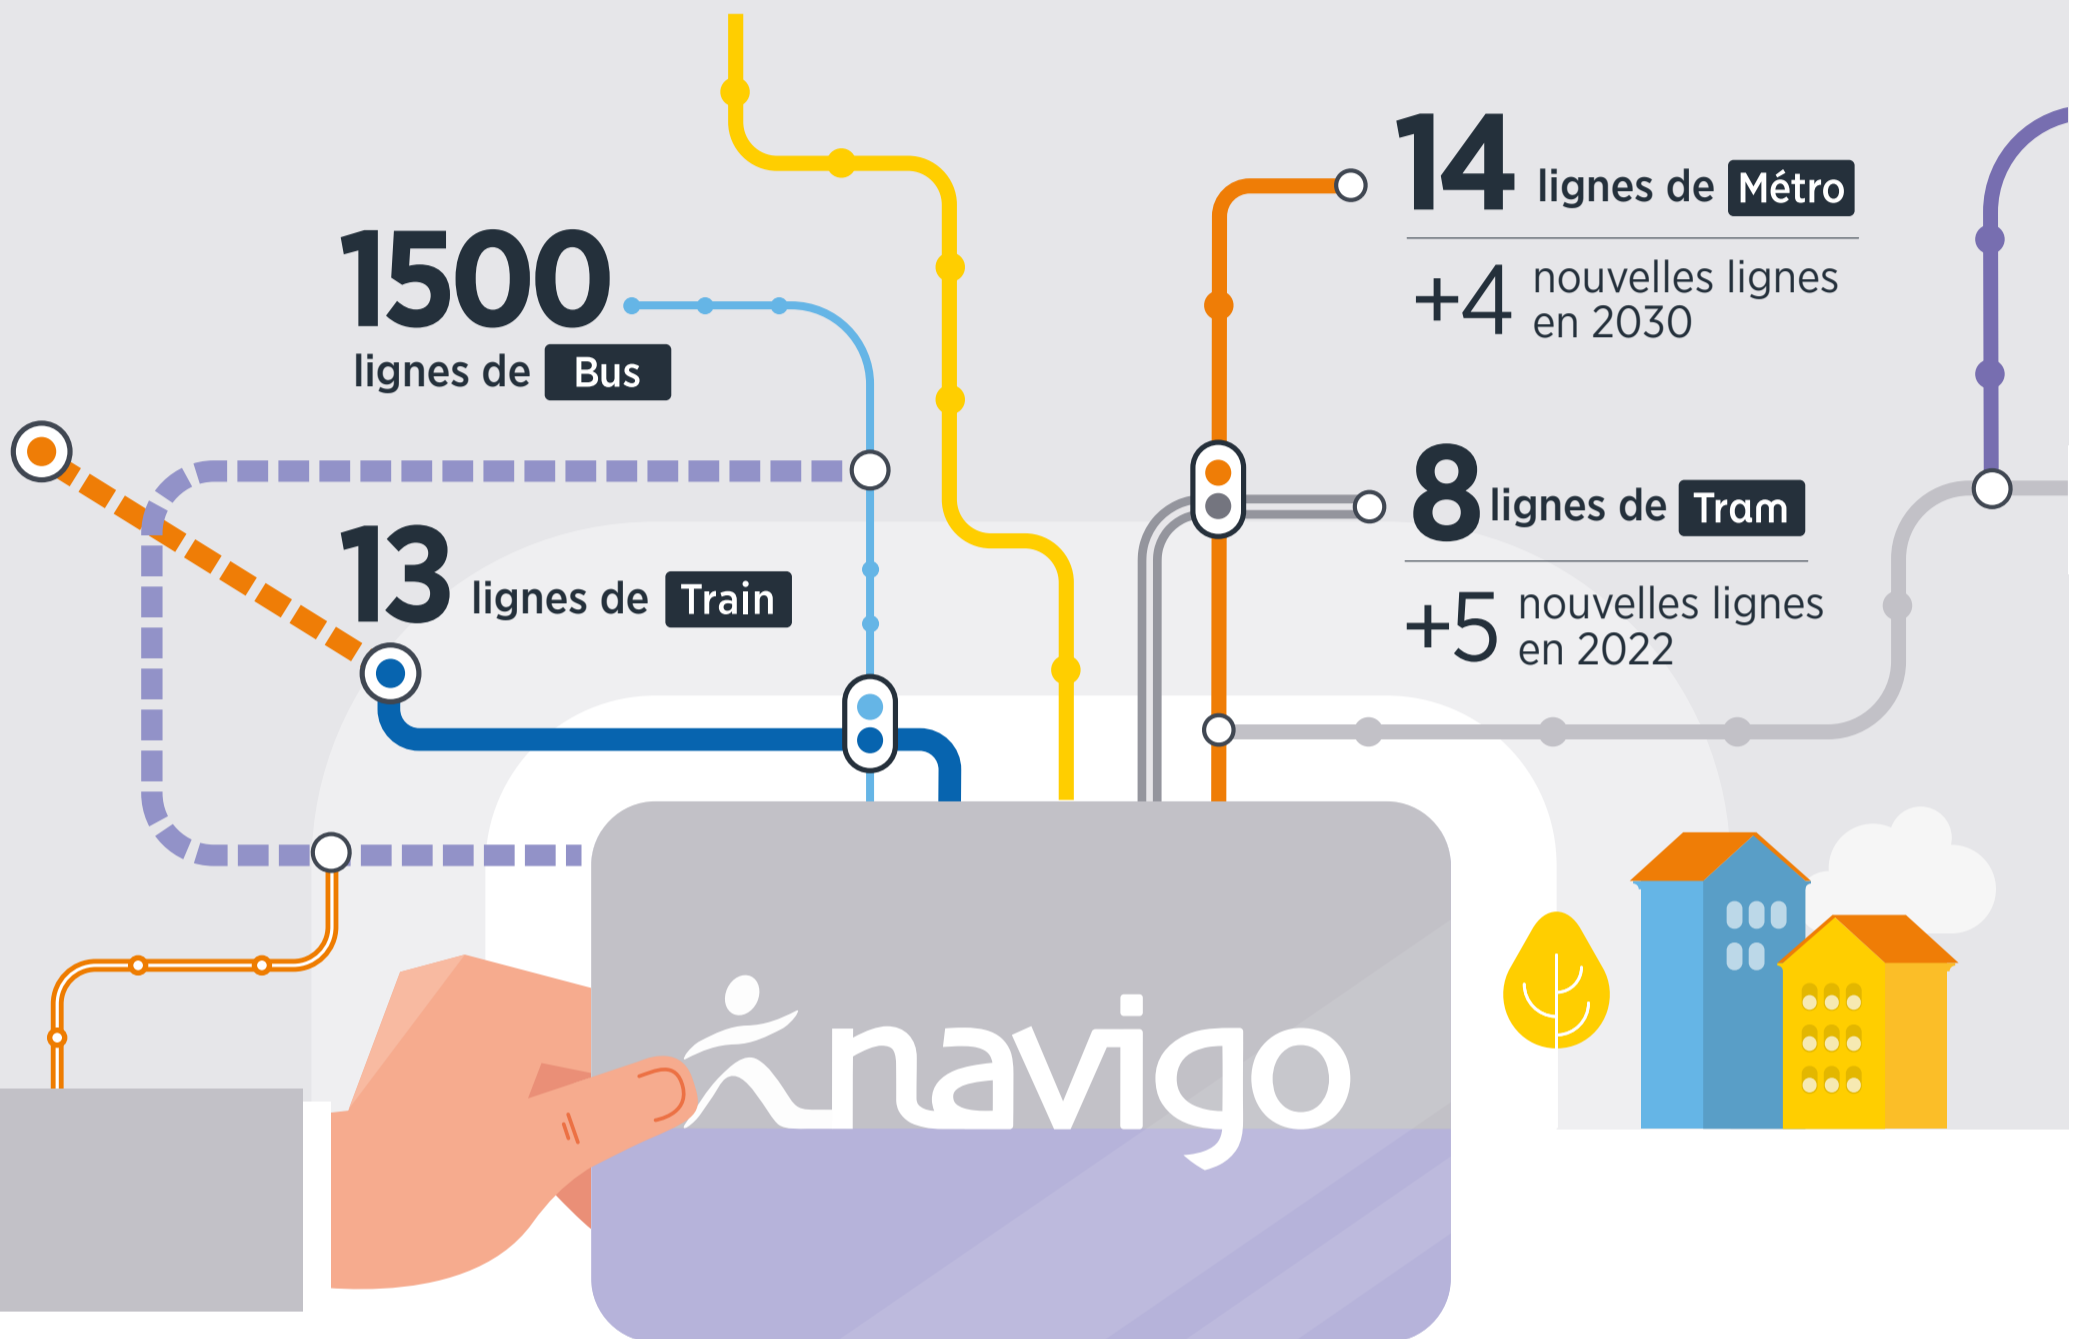 1500
lignes de Bus
13 lignes de Train
14 lignes de Métro
+4 nouvelles lignes
en 2030
8 lignes de Tram
+5 nouvelles lignes
en 2022
navigo